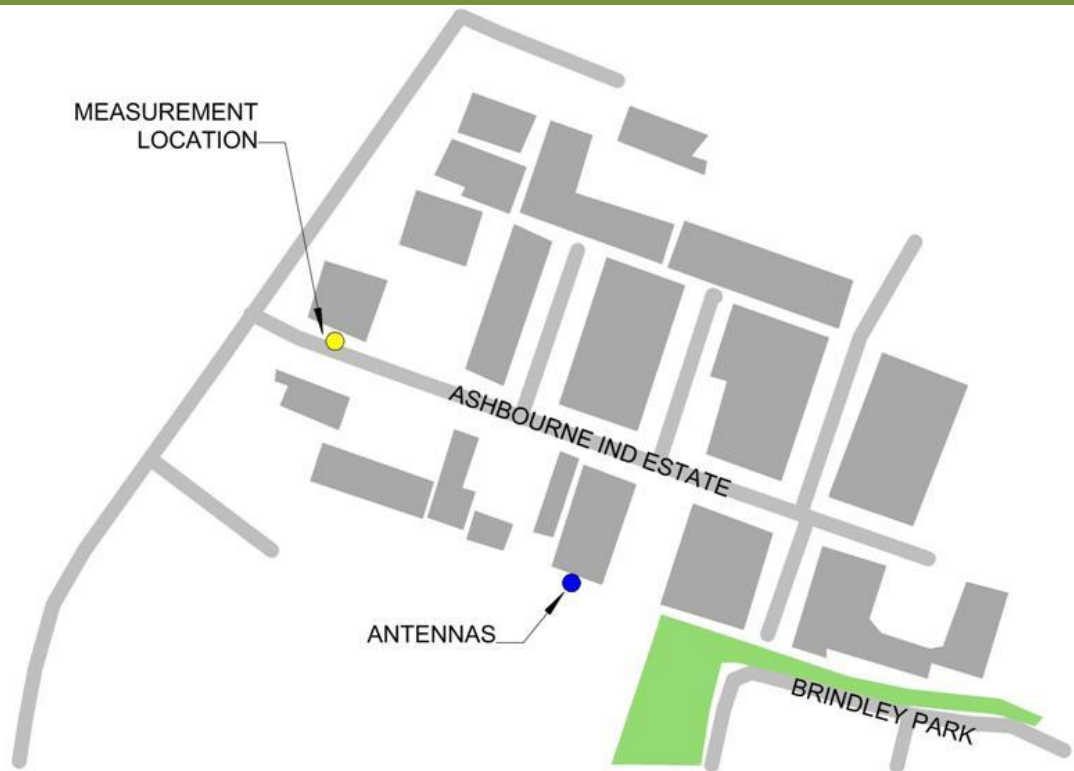 MEASUREMENT
LOCATION
ASHBOURNE IND ESTATE
ANTENNAS
BRINDLEY PARK